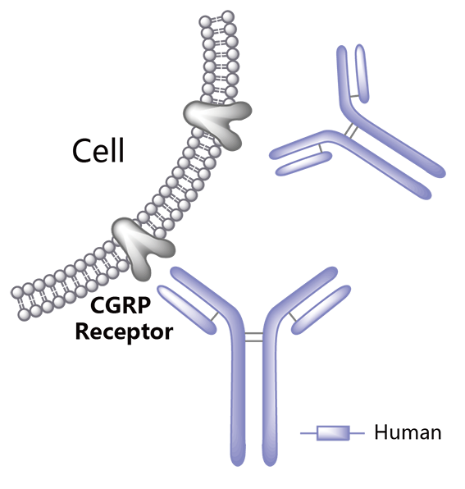 Cell
CGRP
Receptor
Human